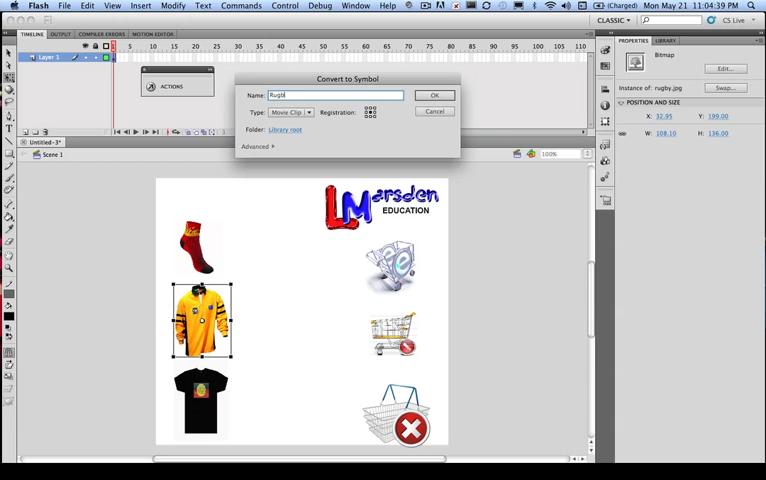 Flash File Edit View Insert Modify Text Commands Control Debug Window Help (Charged) Mon May 21 11:04:39 PM
CLASSIC CS Live
TIMELINE OUTPUT COMPILER ERRORS MOTION EDITOR
PROPERTIES LIBRARY
1 5 10 15 20 25 30 35 40 45 50 55 60 65 70 75 80 85 90 95 100 105 110
Layer 1
ACTIONS
Convert to Symbol
Name: Rugb
OK
Type: Movie Clip Registration:
Cancel
Folder: Library root
Advanced
Bitmap
Edit...
Instance of: rugby.jpg Swap...
POSITION AND SIZE
X: 32.95 Y: 199.00
W: 108.10 H: 136.00
Untitled-3*
Scene 1 100%
LMarsden
EDUCATION